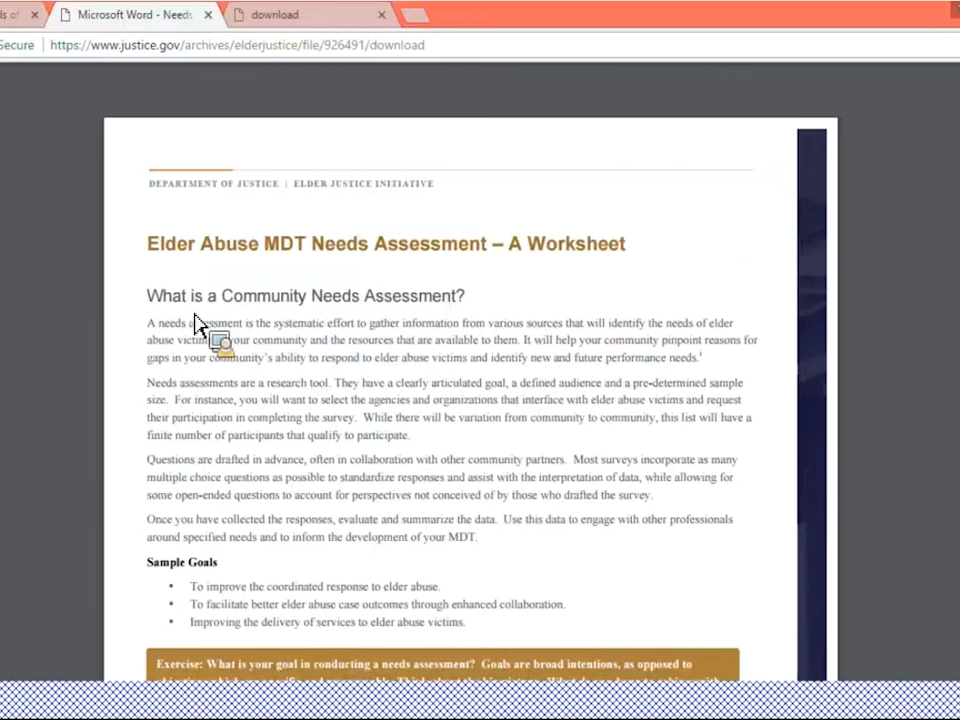 ds of
Microsoft Word - Needs
download
Secure
https://www.justice.gov/archives/elderjustice/file/926491/download
DEPARTMENT OF JUSTICE | ELDER JUSTICE INITIATIVE
Elder Abuse MDT Needs Assessment – A Worksheet
What is a Community Needs Assessment?
A needs assessment is the systematic effort to gather information from various sources that will identify the needs of elder
abuse victims your community and the resources that are available to them. It will help your community pinpoint reasons for
gaps in your community's ability to respond to elder abuse victims and identify new and future performance needs.¹
Needs assessments are a research tool. They have a clearly articulated goal, a defined audience and a pre-determined sample
size. For instance, you will want to select the agencies and organizations that interface with elder abuse victims and request
their participation in completing the survey. While there will be variation from community to community, this list will have a
finite number of participants that qualify to participate.
Questions are drafted in advance, often in collaboration with other community partners. Most surveys incorporate as many
multiple choice questions as possible to standardize responses and assist with the interpretation of data, while allowing for
some open-ended questions to account for perspectives not conceived of by those who drafted the survey.
Once you have collected the responses, evaluate and summarize the data. Use this data to engage with other professionals
around specified needs and to inform the development of your MDT.
Sample Goals
• To improve the coordinated response to elder abuse.
• To facilitate better elder abuse case outcomes through enhanced collaboration.
• Improving the delivery of services to elder abuse victims.
Exercise: What is your goal in conducting a needs assessment? Goals are broad intentions, as opposed to